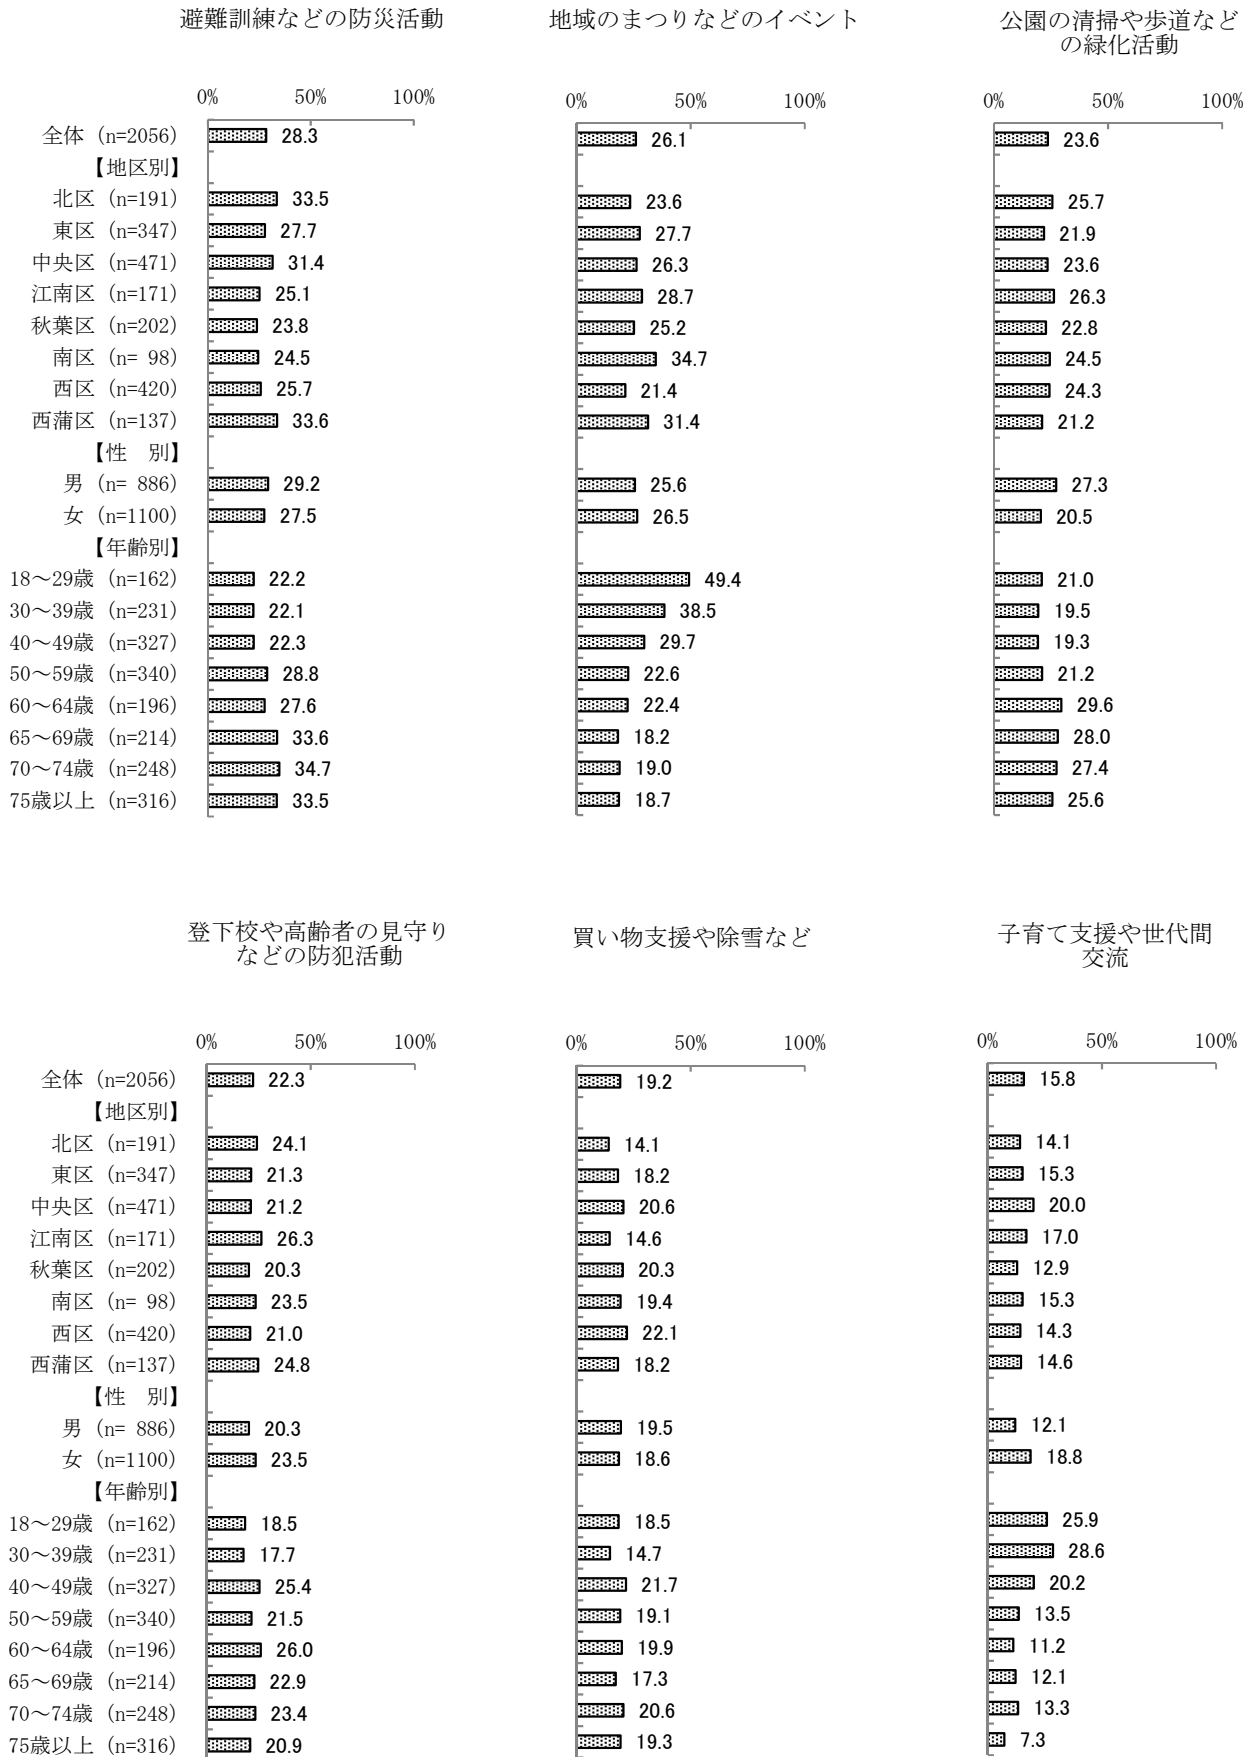 避難訓練などの防災活動
0% 50% 100%
全体 (n=2056) 28.3
【地区別】
北区 (n=191) 33.5
東区 (n=347) 27.7
中央区 (n=471) 31.4
江南区 (n=171) 25.1
秋葉区 (n=202) 23.8
南区 (n= 98) 24.5
西区 (n=420) 25.7
西蒲区 (n=137) 33.6
【性　別】
男 (n= 886) 29.2
女 (n=1100) 27.5
【年齢別】
18～29歳 (n=162) 22.2
30～39歳 (n=231) 22.1
40～49歳 (n=327) 22.3
50～59歳 (n=340) 28.8
60～64歳 (n=196) 27.6
65～69歳 (n=214) 33.6
70～74歳 (n=248) 34.7
75歳以上 (n=316) 33.5
地域のまつりなどのイベント
0% 50% 100%
26.1
23.6
27.7
26.3
28.7
25.2
34.7
21.4
31.4
25.6
26.5
49.4
38.5
29.7
22.6
22.4
18.2
19.0
18.7
公園の清掃や歩道など
の緑化活動
0% 50% 100%
23.6
25.7
21.9
23.6
26.3
22.8
24.5
24.3
21.2
27.3
20.5
21.0
19.5
19.3
21.2
29.6
28.0
27.4
25.6
登下校や高齢者の見守り
などの防犯活動
0% 50% 100%
全体 (n=2056) 22.3
【地区別】
北区 (n=191) 24.1
東区 (n=347) 21.3
中央区 (n=471) 21.2
江南区 (n=171) 26.3
秋葉区 (n=202) 20.3
南区 (n= 98) 23.5
西区 (n=420) 21.0
西蒲区 (n=137) 24.8
【性　別】
男 (n= 886) 20.3
女 (n=1100) 23.5
【年齢別】
18～29歳 (n=162) 18.5
30～39歳 (n=231) 17.7
40～49歳 (n=327) 25.4
50～59歳 (n=340) 21.5
60～64歳 (n=196) 26.0
65～69歳 (n=214) 22.9
70～74歳 (n=248) 23.4
75歳以上 (n=316) 20.9
買い物支援や除雪など
0% 50% 100%
19.2
14.1
18.2
20.6
14.6
20.3
19.4
22.1
18.2
19.5
18.6
18.5
14.7
21.7
19.1
19.9
17.3
20.6
19.3
子育て支援や世代間
交流
0% 50% 100%
15.8
14.1
15.3
20.0
17.0
12.9
15.3
14.3
14.6
12.1
18.8
25.9
28.6
20.2
13.5
11.2
12.1
13.3
7.3